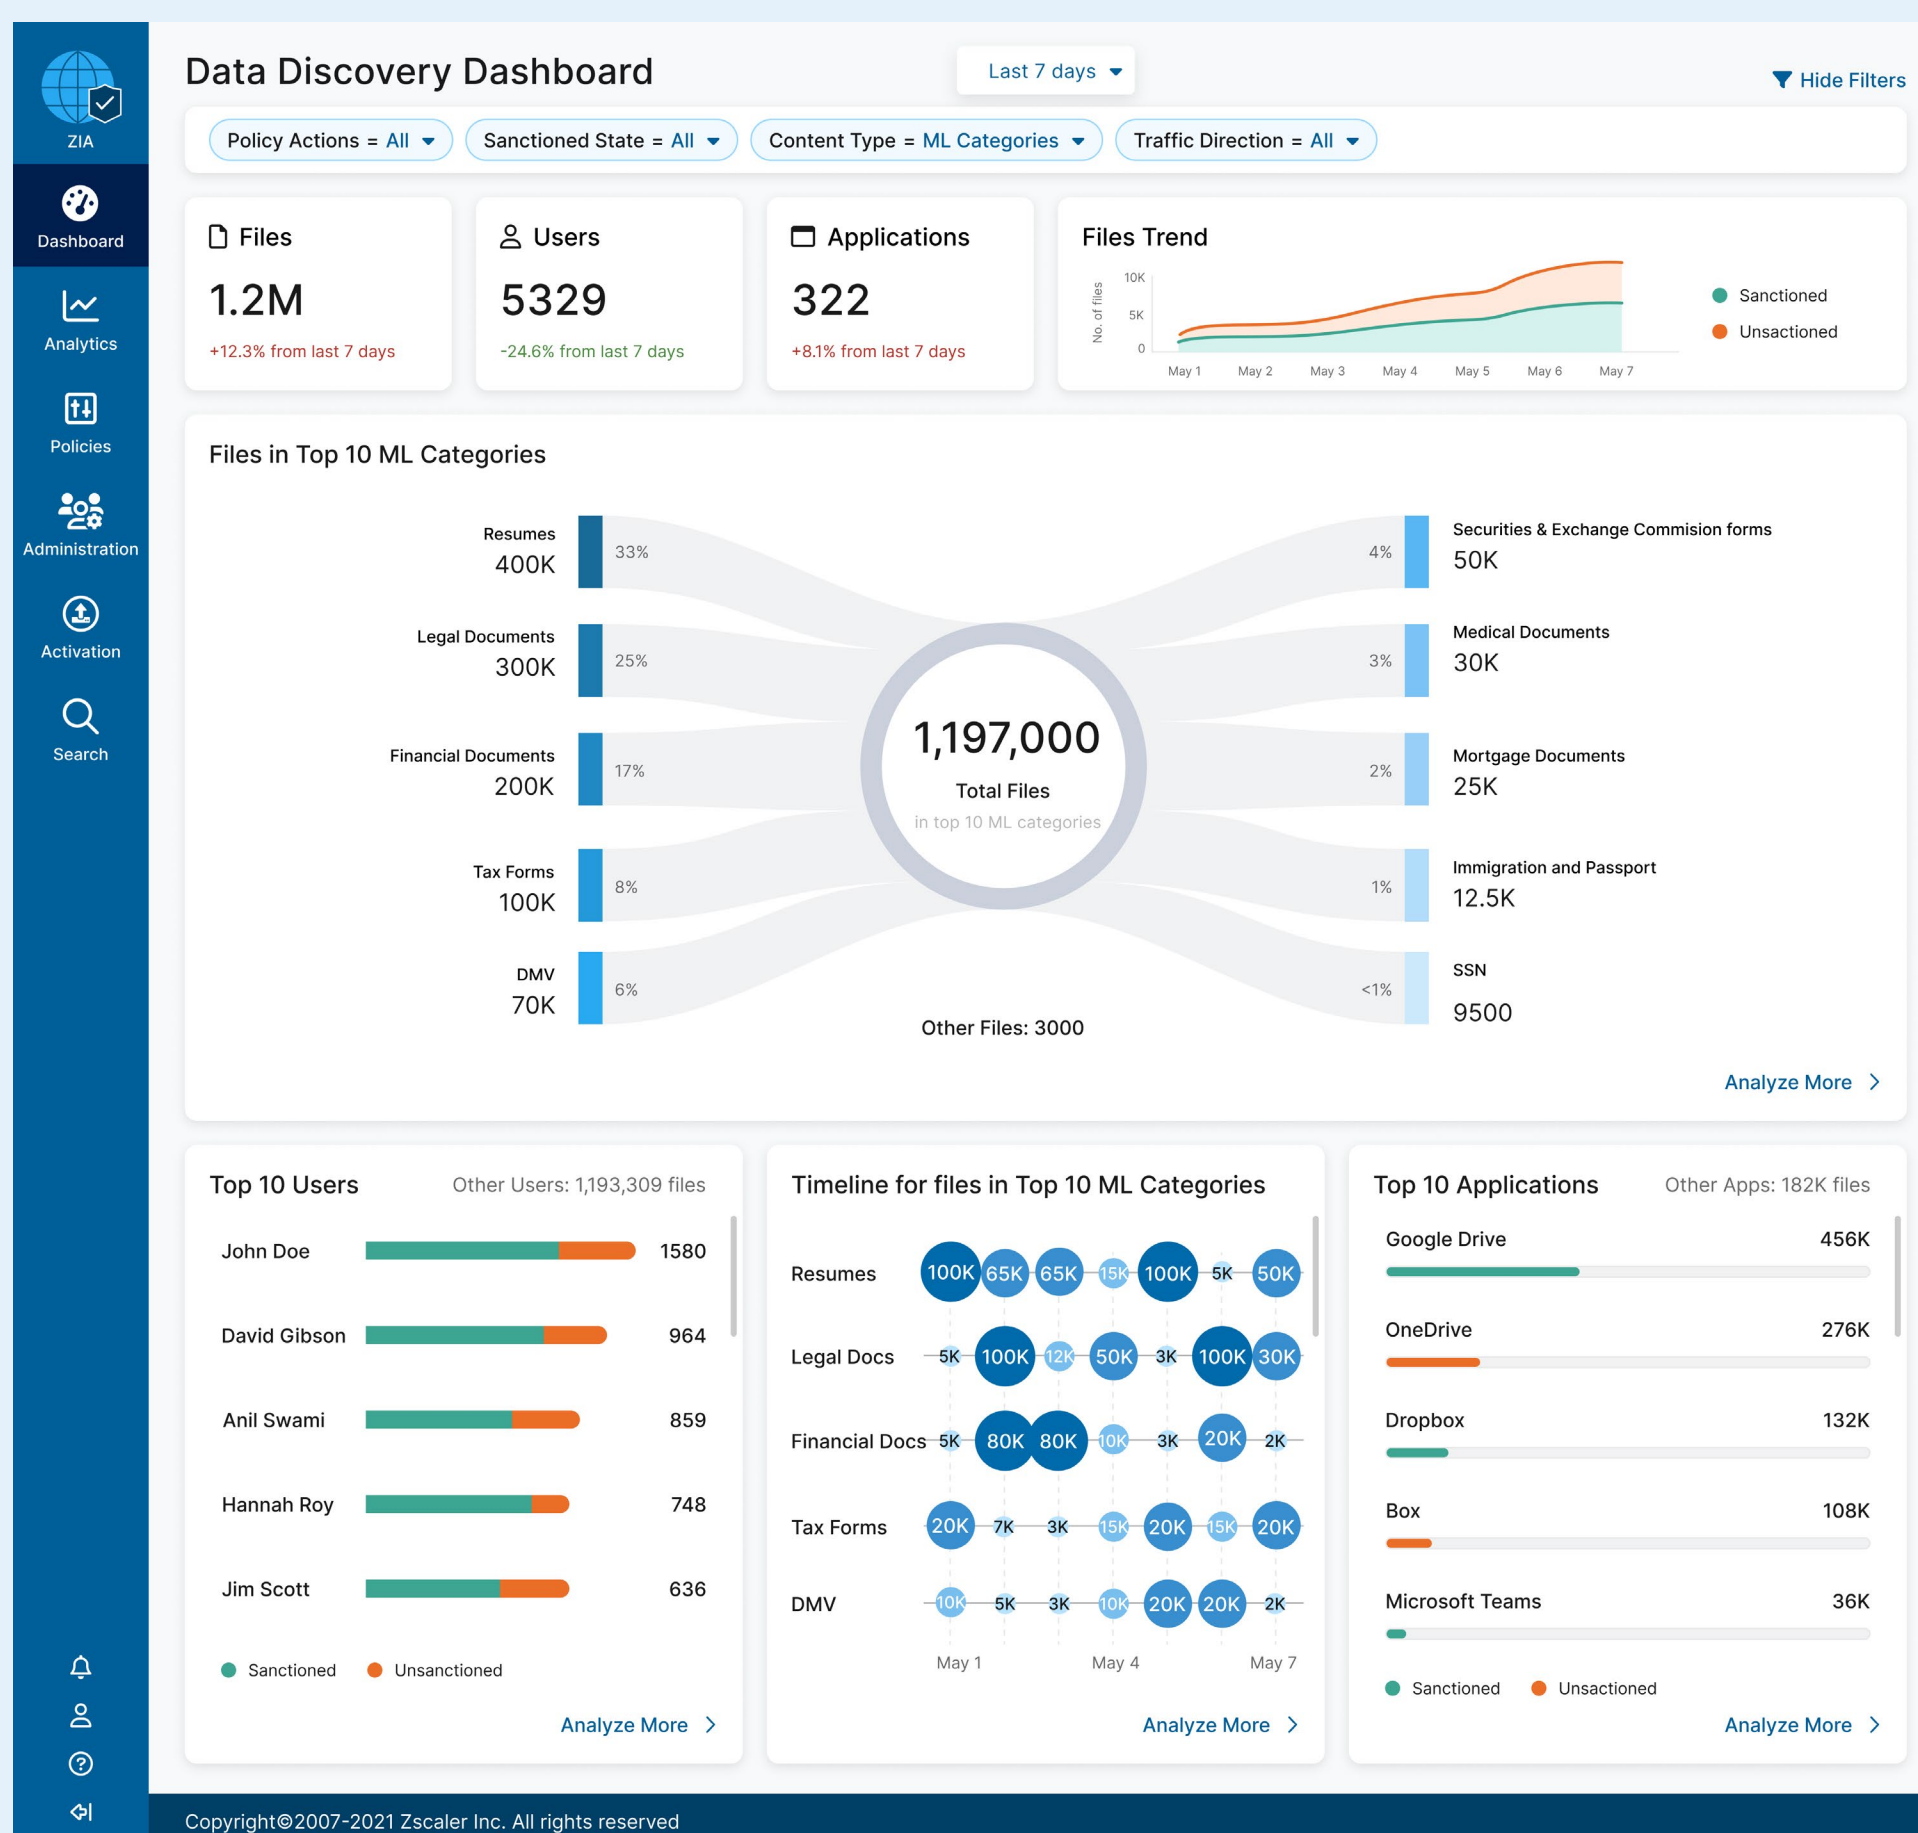 ZIA
Dashboard
Analytics
Policies
Administration
Activation
Search
Data Discovery Dashboard
Last 7 days
Hide Filters
Policy Actions = All
Sanctioned State = All
Content Type = ML Categories
Traffic Direction = All
Files
1.2M
+12.3% from last 7 days
Users
5329
-24.6% from last 7 days
Applications
322
+8.1% from last 7 days
Files Trend
No. of files
10K
5K
0
May 1 May 2 May 3 May 4 May 5 May 6 May 7
Sanctioned
Unsactioned
Files in Top 10 ML Categories
Resumes
400K
33%
Legal Documents
300K
25%
Financial Documents
200K
17%
Tax Forms
100K
8%
DMV
70K
6%
1,197,000
Total Files
in top 10 ML categories
Other Files: 3000
4%
Securities & Exchange Commision forms
50K
3%
Medical Documents
30K
2%
Mortgage Documents
25K
1%
Immigration and Passport
12.5K
<1%
SSN
9500
Analyze More
Top 10 Users
Other Users: 1,193,309 files
John Doe 1580
David Gibson 964
Anil Swami 859
Hannah Roy 748
Jim Scott 636
Sanctioned Unsanctioned
Analyze More
Timeline for files in Top 10 ML Categories
Resumes 100K 65K 65K 15K 100K 5K 50K
Legal Docs 5K 100K 12K 50K 3K 100K 30K
Financial Docs 5K 80K 80K 10K 3K 20K 2K
Tax Forms 20K 7K 3K 15K 20K 15K 20K
DMV 10K 5K 3K 10K 20K 20K 2K
May 1 May 4 May 7
Analyze More
Top 10 Applications
Other Apps: 182K files
Google Drive 456K
OneDrive 276K
Dropbox 132K
Box 108K
Microsoft Teams 36K
Sanctioned Unsactioned
Analyze More
Copyright©2007-2021 Zscaler Inc. All rights reserved